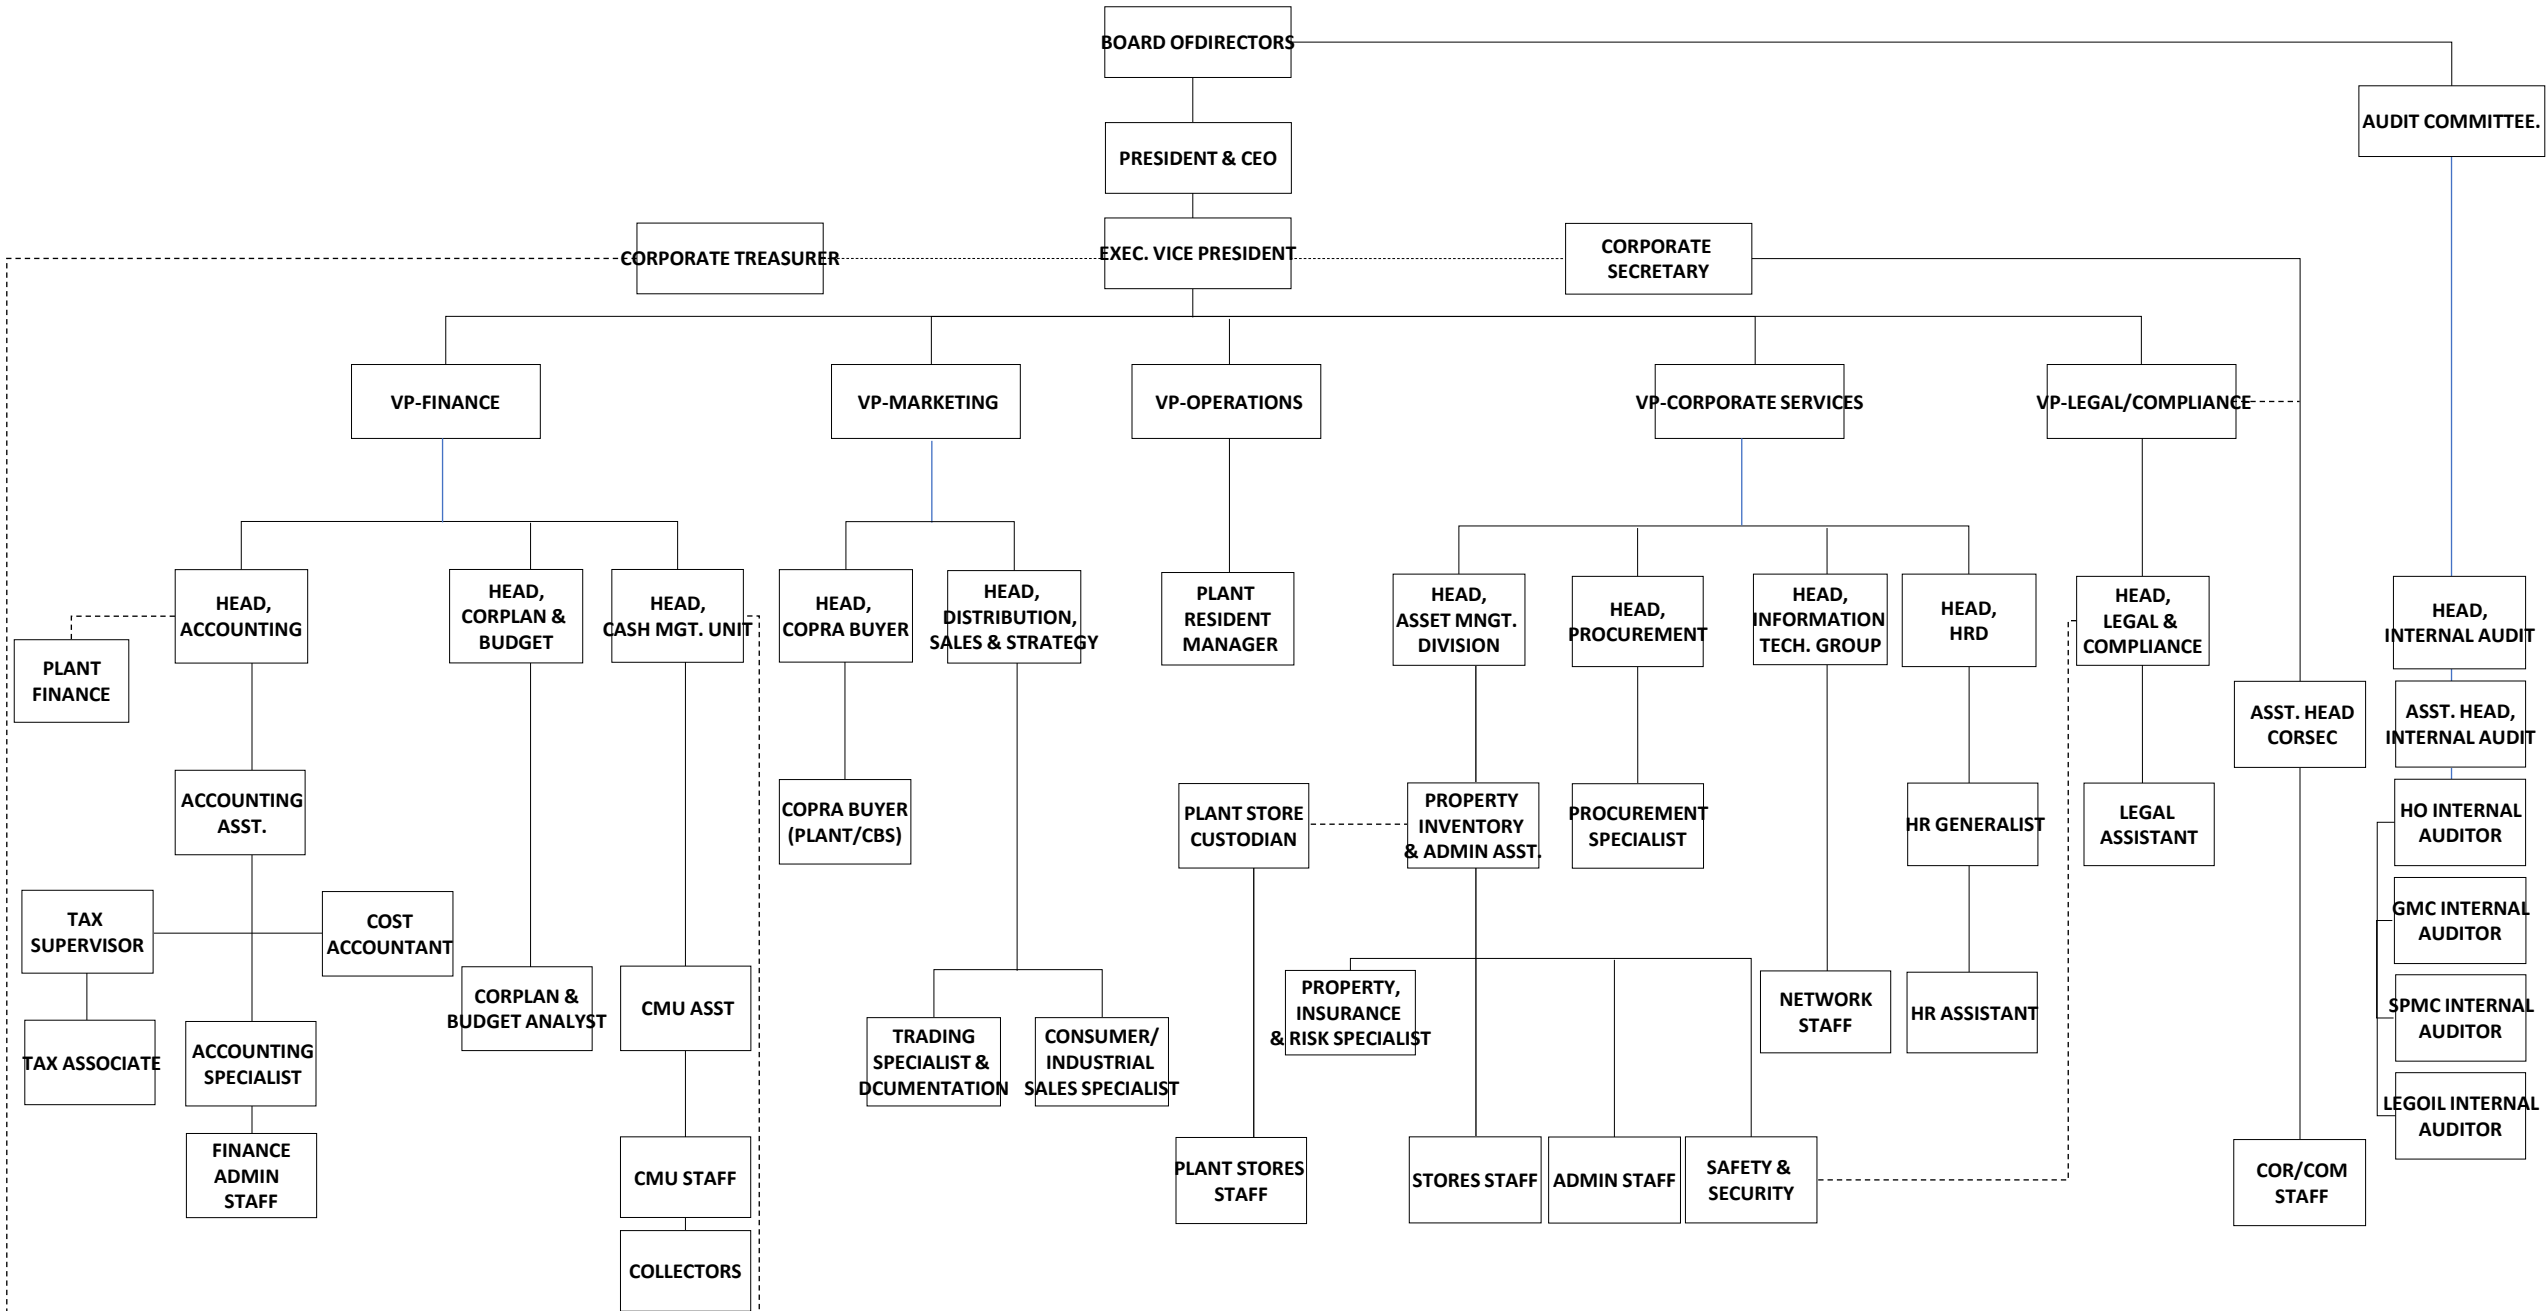 BOARD OFDIRECTORS
AUDIT COMMITTEE.
PRESIDENT & CEO
CORPORATE TREASURER
EXEC. VICE PRESIDENT
CORPORATE
SECRETARY
VP-FINANCE
VP-MARKETING
VP-OPERATIONS
VP-CORPORATE SERVICES
VP-LEGAL/COMPLIANCE
HEAD,
ACCOUNTING
HEAD,
CORPLAN &
BUDGET
HEAD,
CASH MGT. UNIT
HEAD,
COPRA BUYER
HEAD,
DISTRIBUTION,
SALES & STRATEGY
PLANT
RESIDENT
MANAGER
HEAD,
ASSET MNGT.
DIVISION
HEAD,
PROCUREMENT
HEAD,
INFORMATION
TECH. GROUP
HEAD,
HRD
HEAD,
LEGAL &
COMPLIANCE
HEAD,
INTERNAL AUDIT
PLANT
FINANCE
ASST. HEAD
CORSEC
ASST. HEAD,
INTERNAL AUDIT
ACCOUNTING
ASST.
COPRA BUYER
(PLANT/CBS)
PLANT STORE
CUSTODIAN
PROPERTY
INVENTORY
& ADMIN ASST.
PROCUREMENT
SPECIALIST
HR GENERALIST
LEGAL
ASSISTANT
HO INTERNAL
AUDITOR
TAX
SUPERVISOR
COST
ACCOUNTANT
GMC INTERNAL
AUDITOR
CORPLAN &
BUDGET ANALYST
CMU ASST
PROPERTY,
INSURANCE
& RISK SPECIALIST
NETWORK
STAFF
HR ASSISTANT
SPMC INTERNAL
AUDITOR
TAX ASSOCIATE
ACCOUNTING
SPECIALIST
TRADING
SPECIALIST &
DCUMENTATION
CONSUMER/
INDUSTRIAL
SALES SPECIALIST
LEGOIL INTERNAL
AUDITOR
FINANCE
ADMIN
STAFF
CMU STAFF
PLANT STORES
STAFF
STORES STAFF
ADMIN STAFF
SAFETY &
SECURITY
COR/COM
STAFF
COLLECTORS